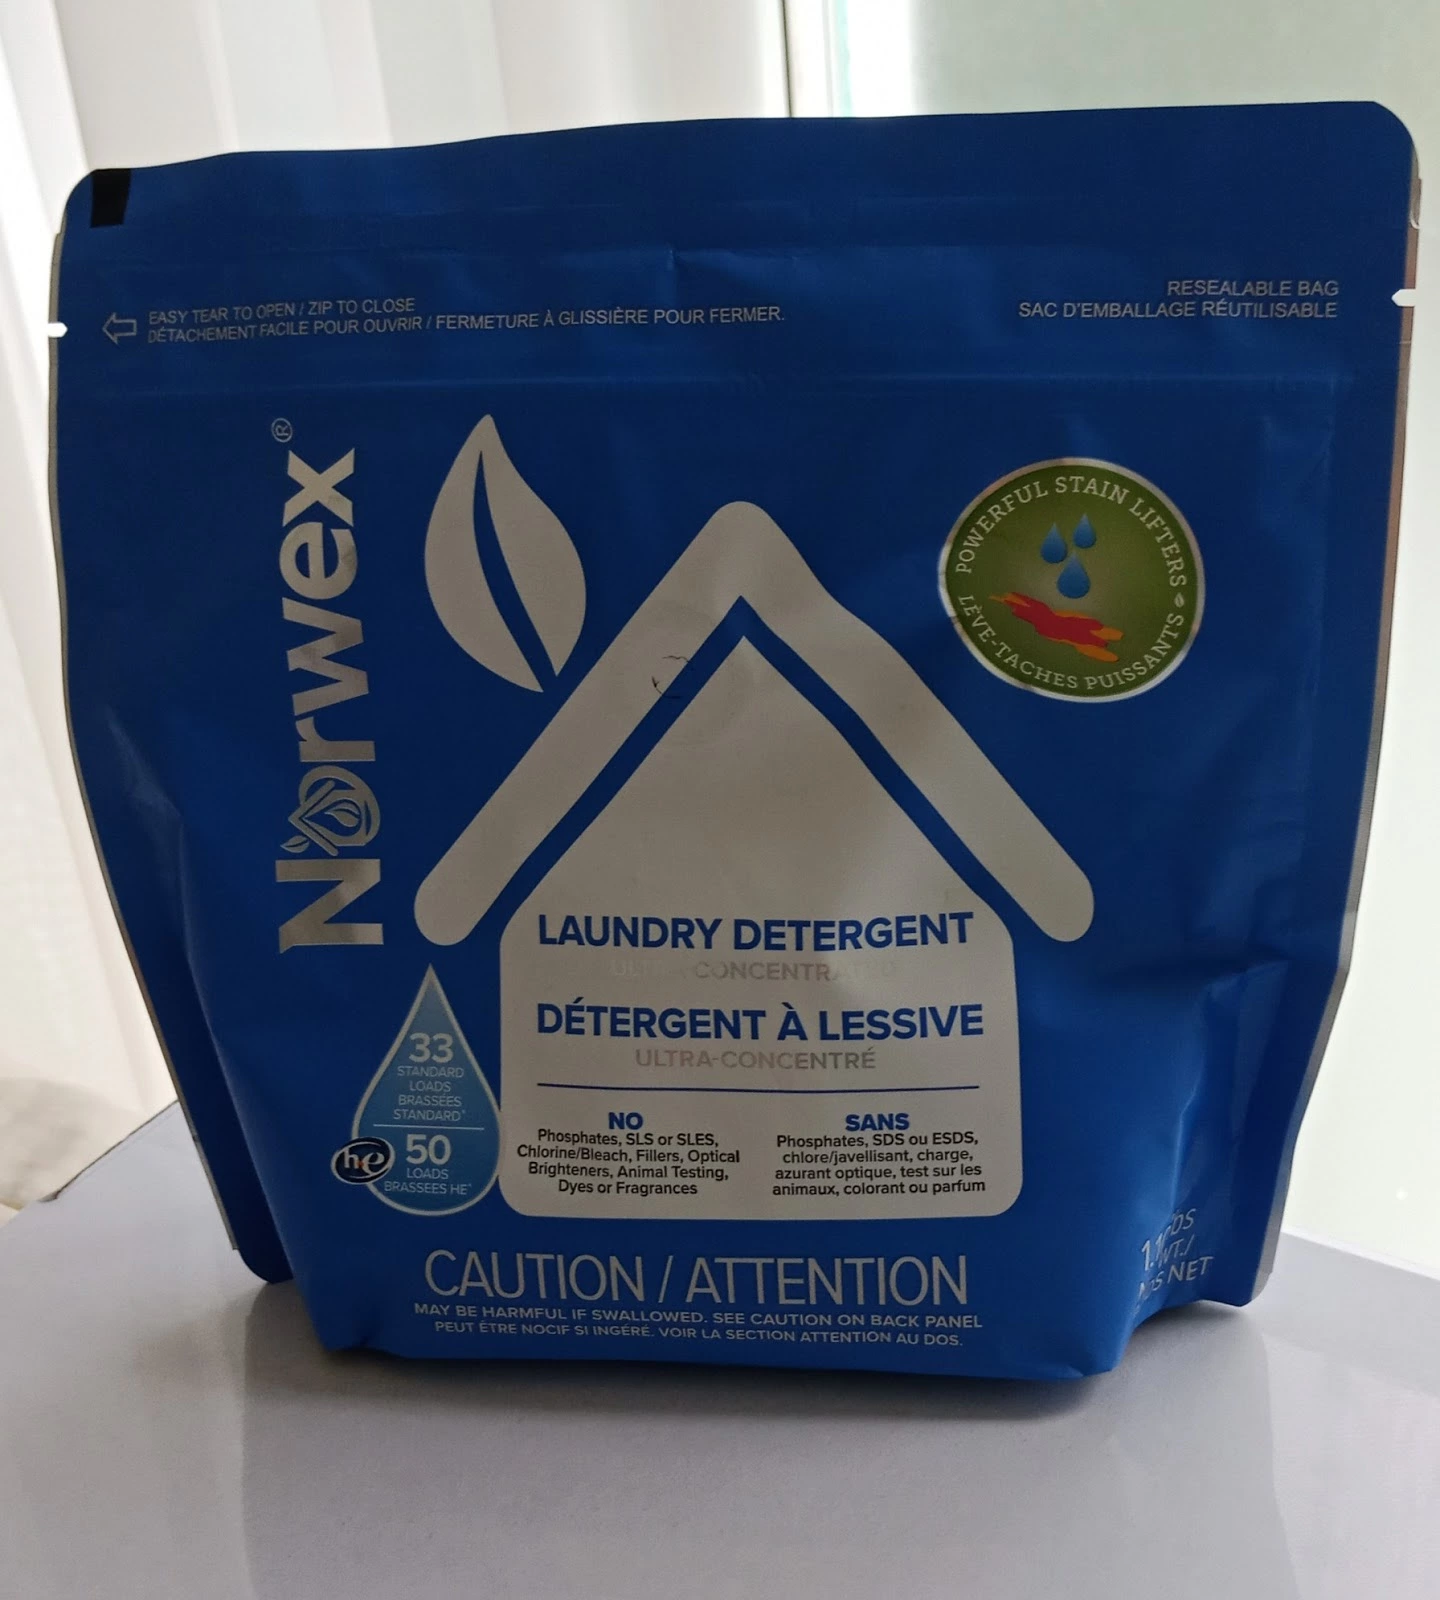 EASY TEAR TO OPEN / ZIP TO CLOSE
DÉTACHEMENT FACILE POUR OUVRIR / FERMETURE À GLISSIÈRE POUR FERMER.
RESEALABLE BAG
SAC D'EMBALLAGE RÉUTILISABLE
Norwex®
POWERFUL STAIN LIFTERS
LÈVE-TACHES PUISSANTS
LAUNDRY DETERGENT
ULTRA-CONCENTRATED
DÉTERGENT À LESSIVE
ULTRA-CONCENTRÉ
33
STANDARD
LOADS
BRASSÉES
STANDARD*
50
LOADS
BRASSÉES HE*
he
NO
Phosphates, SLS or SLES,
Chlorine/Bleach, Fillers, Optical
Brighteners, Animal Testing,
Dyes or Fragrances
SANS
Phosphates, SDS ou ESDS,
chlore/javellisant, charge,
azurant optique, test sur les
animaux, colorant ou parfum
CAUTION / ATTENTION
MAY BE HARMFUL IF SWALLOWED. SEE CAUTION ON BACK PANEL
PEUT ÊTRE NOCIF SI INGÉRÉ. VOIR LA SECTION ATTENTION AU DOS.
NET